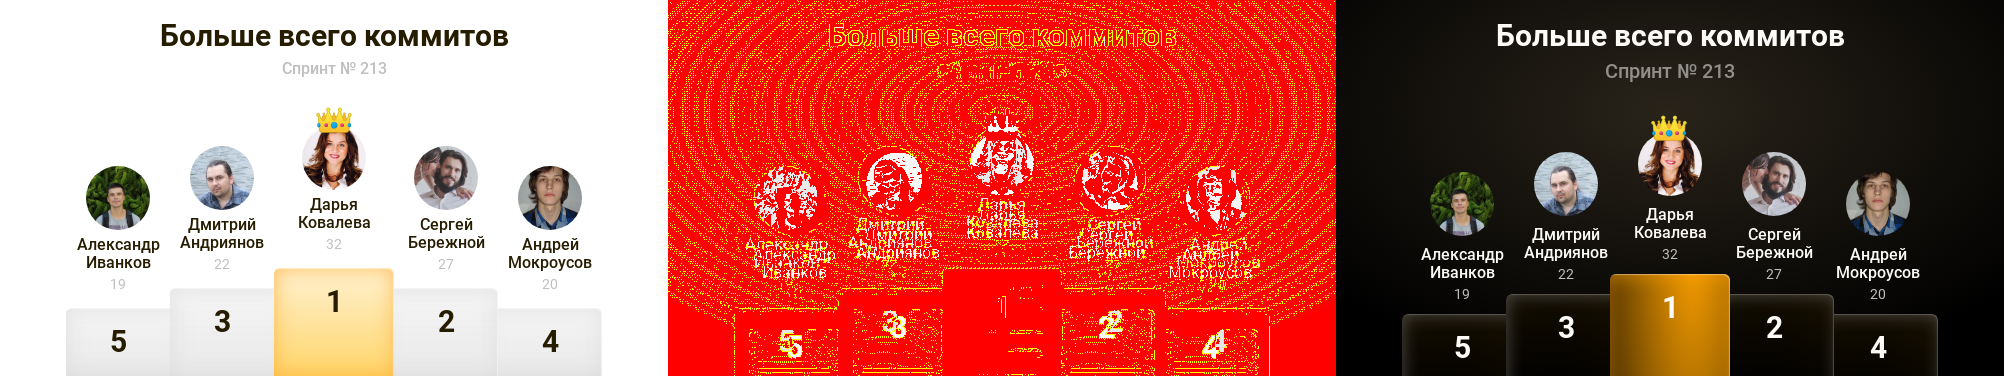 Больше всего коммитов
Спринт № 213
Александр
Иванков
19
Дмитрий
Андриянов
22
Дарья
Ковалева
32
Сергей
Бережной
27
Андрей
Мокроусов
20
5
3
1
2
4
Больше всего коммитов
Александр
Иванков
Дмитрий
Андриянов
Дарья
Ковалева
Сергей
Бережной
Андрей
Мокроусов
5
3
1
2
4
Больше всего коммитов
Спринт № 213
Александр
Иванков
19
Дмитрий
Андриянов
22
Дарья
Ковалева
32
Сергей
Бережной
27
Андрей
Мокроусов
20
5
3
1
2
4